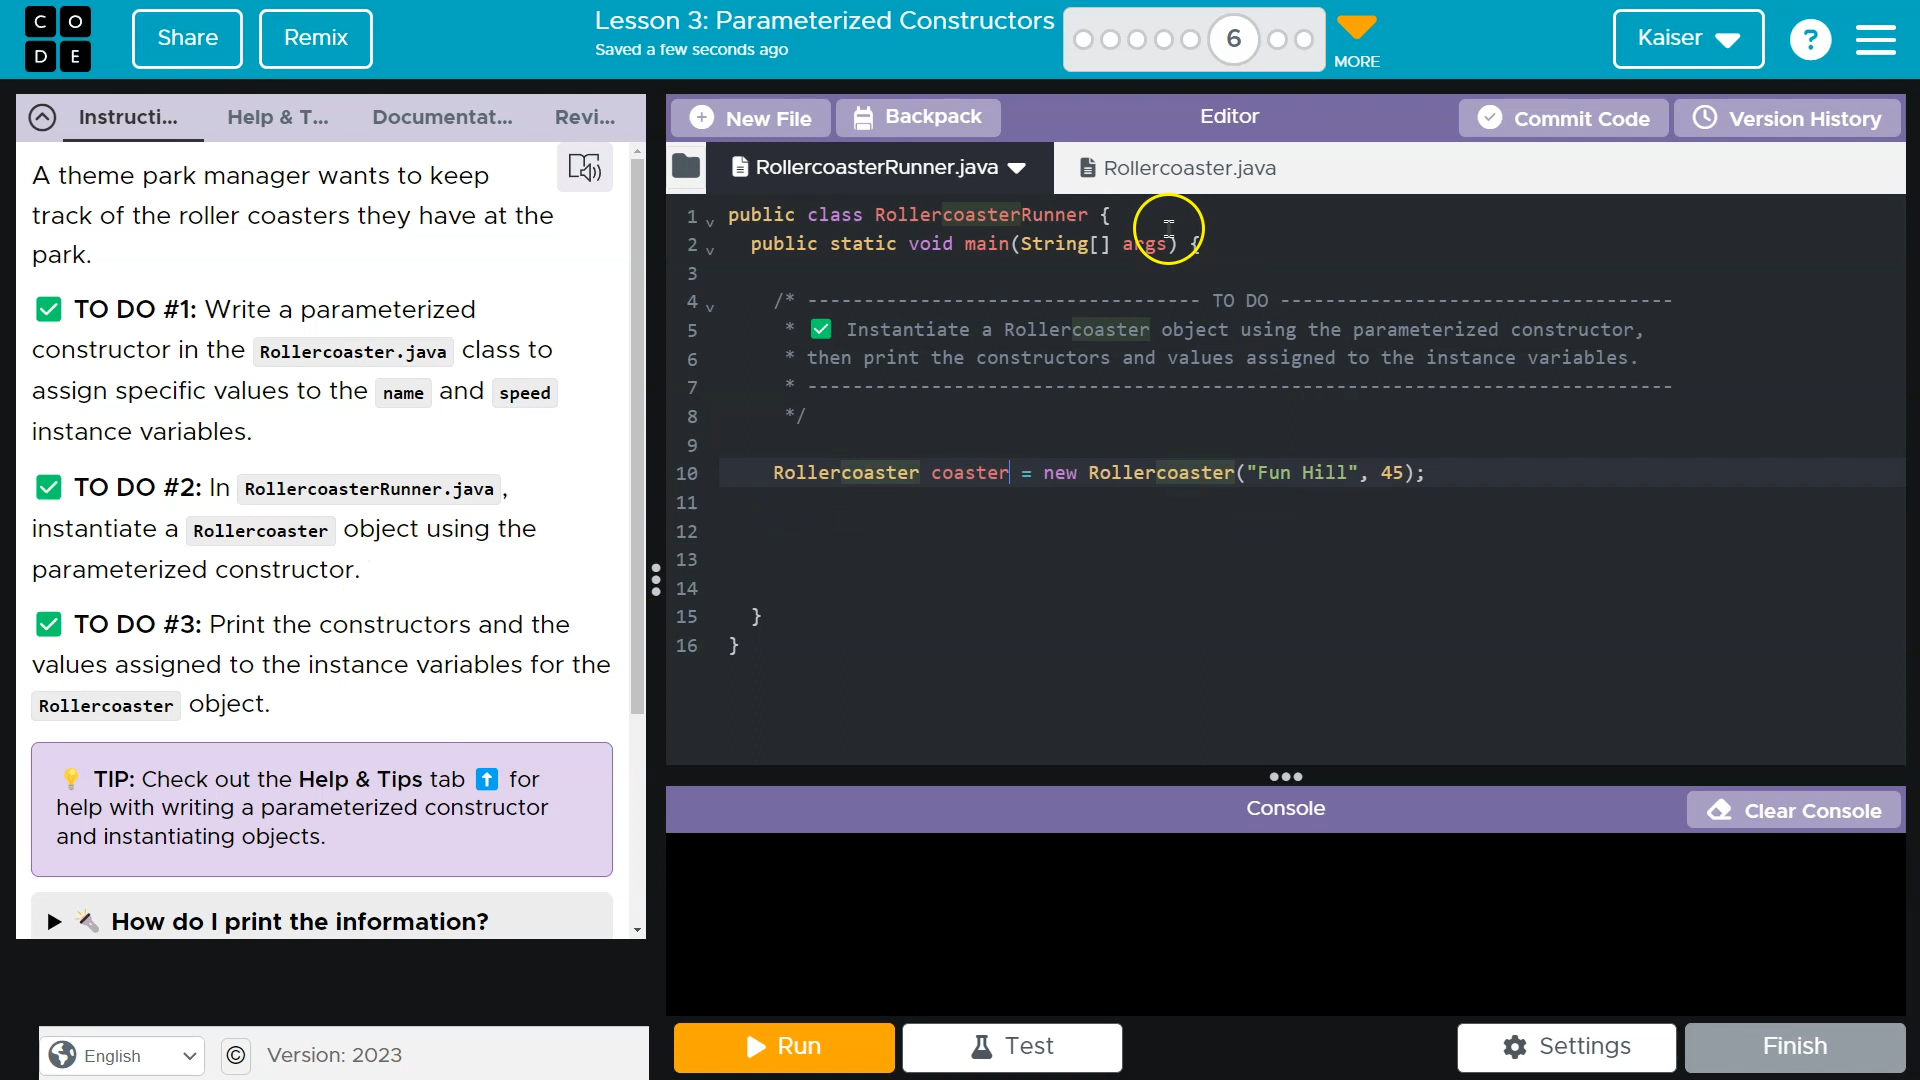 CODE
Share
Remix
Lesson 3: Parameterized Constructors
Saved a few seconds ago
6
MORE
Kaiser
?
Instructi...
Help & T...
Documentat...
Revi...
A theme park manager wants to keep
track of the roller coasters they have at the
park.
✅ TO DO #1: Write a parameterized
constructor in the Rollercoaster.java class to
assign specific values to the name and speed
instance variables.
✅ TO DO #2: In RollercoasterRunner.java,
instantiate a Rollercoaster object using the
parameterized constructor.
✅ TO DO #3: Print the constructors and the
values assigned to the instance variables for the
Rollercoaster object.
💡 TIP: Check out the Help & Tips tab ⬆️ for
help with writing a parameterized constructor
and instantiating objects.
How do I print the information?
English
©
Version: 2023
New File
Backpack
Editor
Commit Code
Version History
RollercoasterRunner.java
Rollercoaster.java
1 public class RollercoasterRunner {
2 public static void main(String[] args) {
3
4 /* ----------------------------------- TO DO -----------------------------------
5 * ✅ Instantiate a Rollercoaster object using the parameterized constructor,
6 * then print the constructors and values assigned to the instance variables.
7 * -----------------------------------------------------------------------------
8 */
9
10 Rollercoaster coaster = new Rollercoaster("Fun Hill", 45);
11
12
13
14
15 }
16 }
Console
Clear Console
Run
Test
Settings
Finish